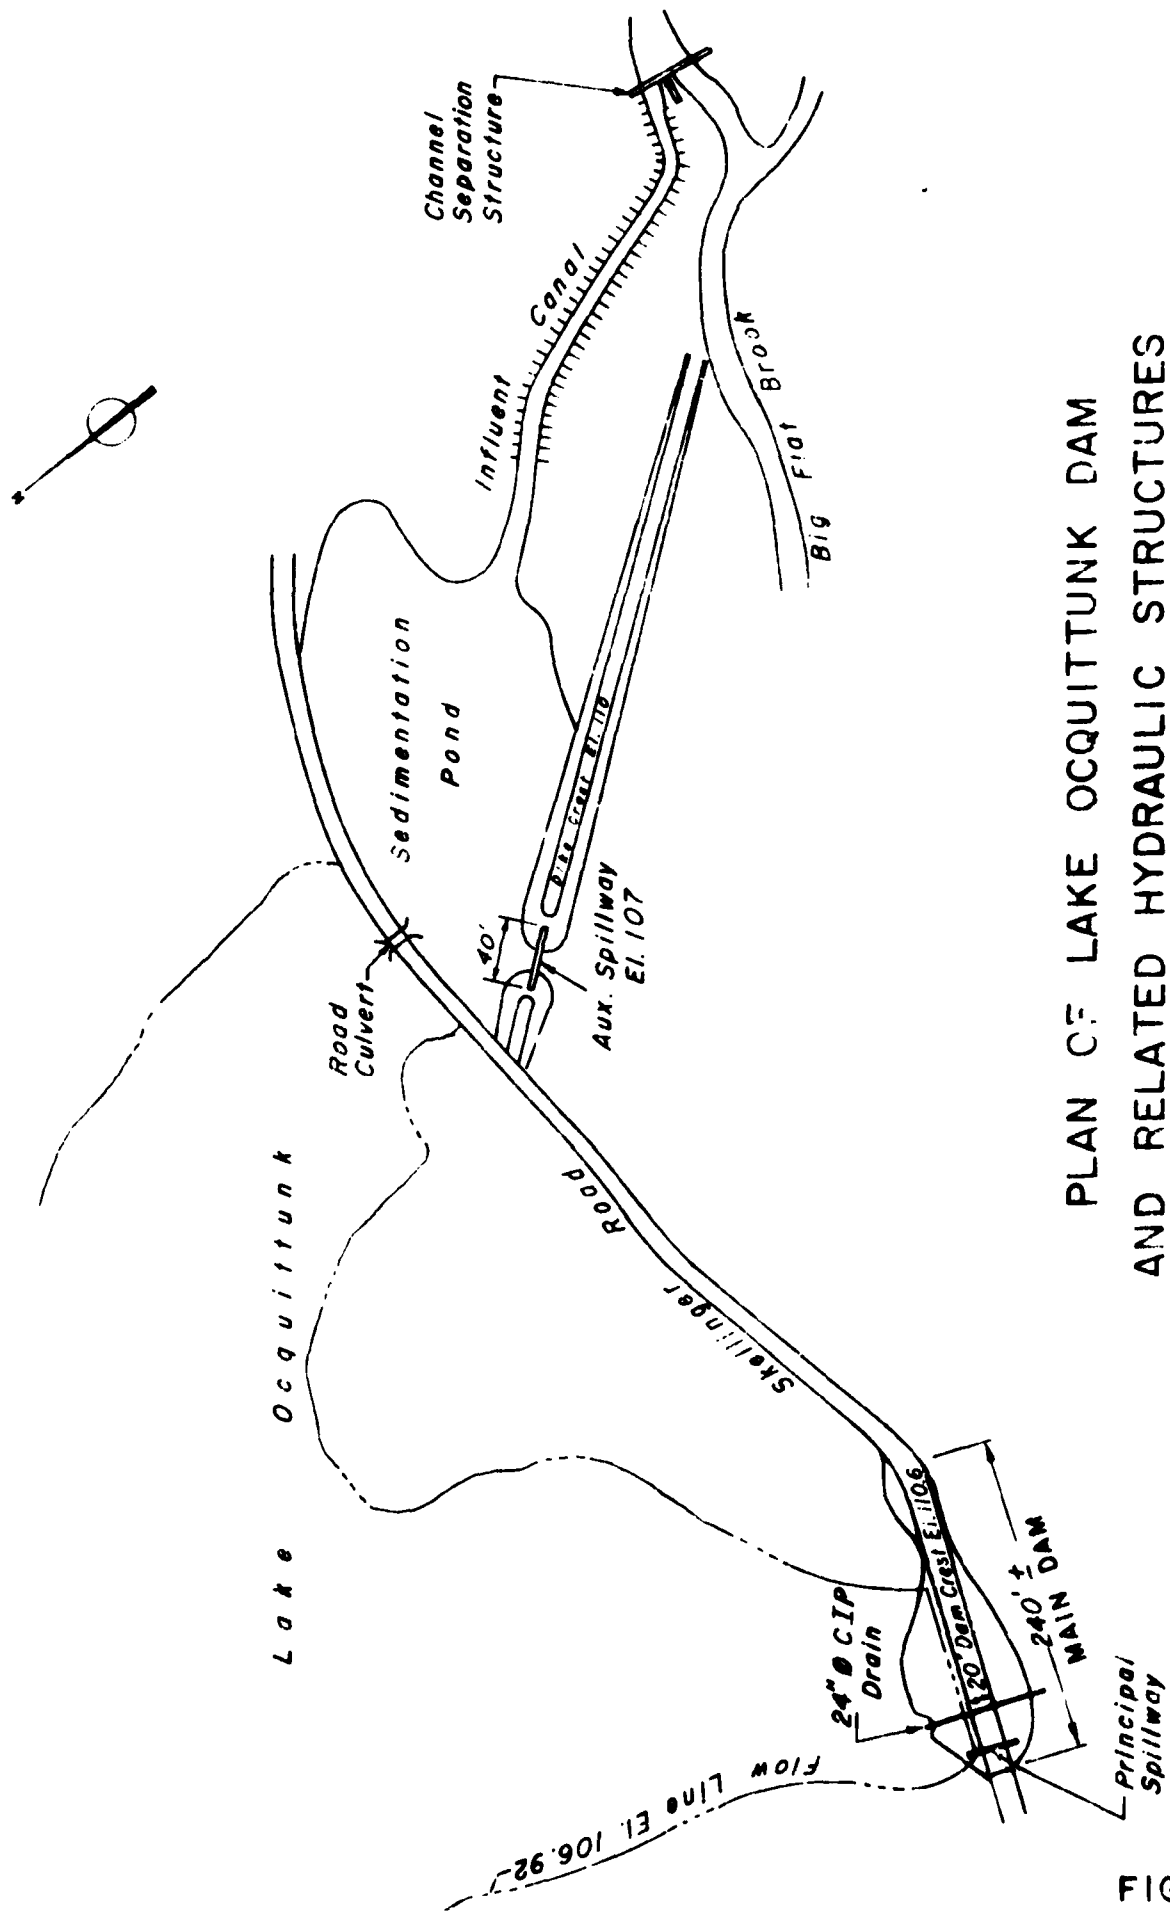 Channel
Separation
Structure
Canal
Influent
Big Flat Brook
Sedimentation
Pond
Dike Crest El. 110
40'
Aux. Spillway
El. 107
Road
Culvert
Lake Ocquittunk
Skellinger Road
20' Dam Crest El. 110.6
240' ±
MAIN DAM
24" Ø CIP
Drain
Principal
Spillway
Flow Line El. 106.92
PLAN OF LAKE OCQUITTUNK DAM
AND RELATED HYDRAULIC STRUCTURES
FIG